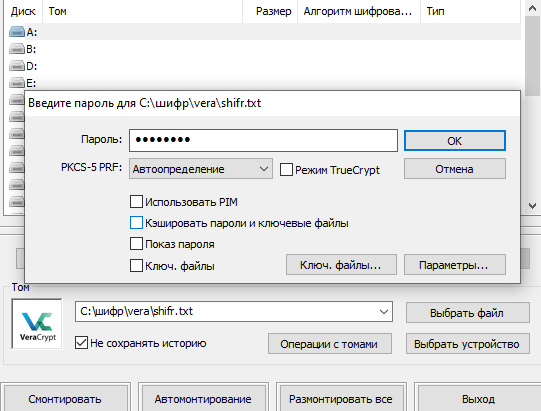 Диск Том Размер Алгоритм шифрова... Тип
A:
B:
D:
E:
Введите пароль для C:\шифр\vera\shifr.txt
Пароль: ●●●●●●●● OK
PKCS-5 PRF: Автоопределение Режим TrueCrypt Отмена
Использовать PIM
Кэшировать пароли и ключевые файлы
Показ пароля
Ключ. файлы Ключ. файлы... Параметры...
Том
VeraCrypt C:\шифр\vera\shifr.txt Выбрать файл
Не сохранять историю Операции с томами Выбрать устройство
Смонтировать Автомонтирование Размонтировать все Выход